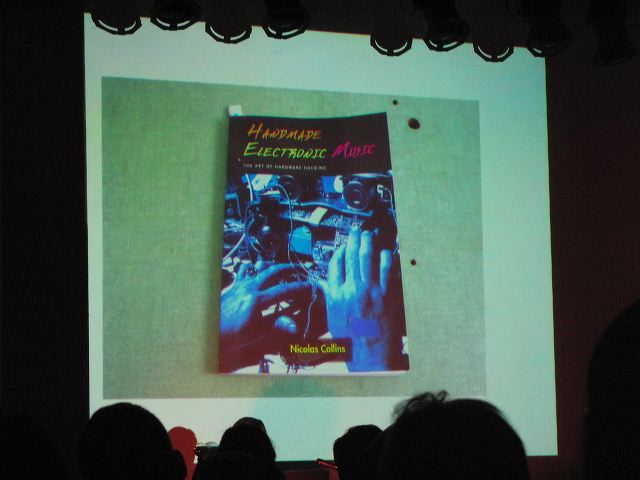 HANDMADE
ELECTRONIC MUSIC
THE ART OF HARDWARE HACKING
Nicolas Collins